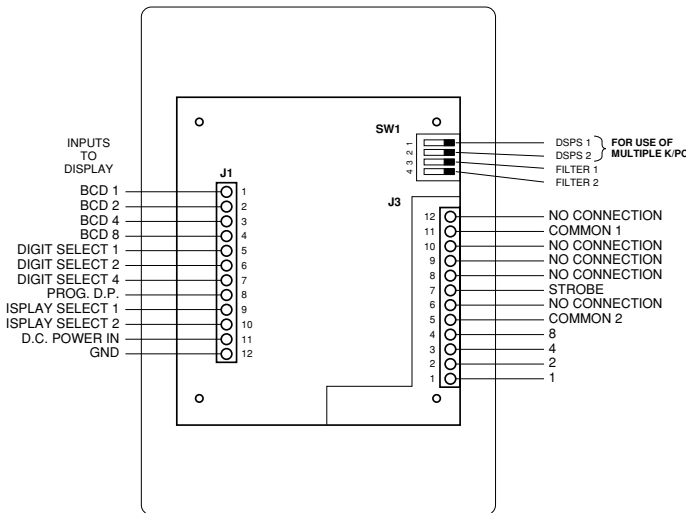 INPUTS
TO
DISPLAY
J1
BCD 1 1
BCD 2 2
BCD 4 3
BCD 8 4
DIGIT SELECT 1 5
DIGIT SELECT 2 6
DIGIT SELECT 4 7
PROG. D.P. 8
ISPLAY SELECT 1 9
ISPLAY SELECT 2 10
D.C. POWER IN 11
GND 12
SW1
1 DSPS 1
2 DSPS 2
3 FILTER 1
4 FILTER 2
FOR USE OF
MULTIPLE K/PC
J3
12 NO CONNECTION
11 COMMON 1
10 NO CONNECTION
9 NO CONNECTION
8 NO CONNECTION
7 STROBE
6 NO CONNECTION
5 COMMON 2
4 8
3 4
2 2
1 1